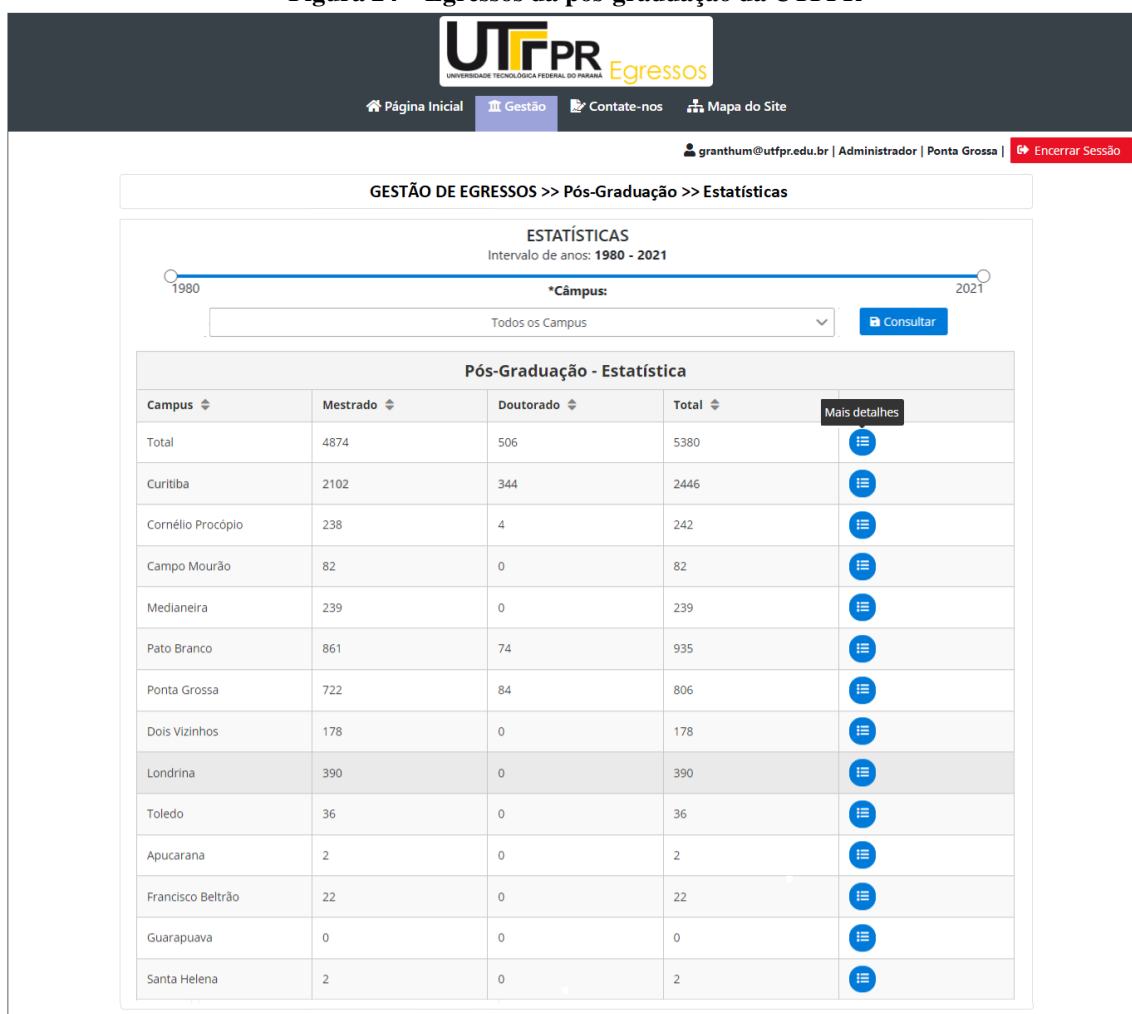 UTFPR
UNIVERSIDADE TECNOLÓGICA FEDERAL DO PARANÁ
Egressos
Página Inicial Gestão Contate-nos Mapa do Site
granthum@utfpr.edu.br | Administrador | Ponta Grossa | Encerrar Sessão
GESTÃO DE EGRESSOS >> Pós-Graduação >> Estatísticas
ESTATÍSTICAS
Intervalo de anos: 1980 - 2021
1980 2021
*Câmpus:
Todos os Campus Consultar
Pós-Graduação - Estatística
Campus Mestrado Doutorado Total
Mais detalhes
Total 4874 506 5380
Curitiba 2102 344 2446
Cornélio Procópio 238 4 242
Campo Mourão 82 0 82
Medianeira 239 0 239
Pato Branco 861 74 935
Ponta Grossa 722 84 806
Dois Vizinhos 178 0 178
Londrina 390 0 390
Toledo 36 0 36
Apucarana 2 0 2
Francisco Beltrão 22 0 22
Guarapuava 0 0 0
Santa Helena 2 0 2